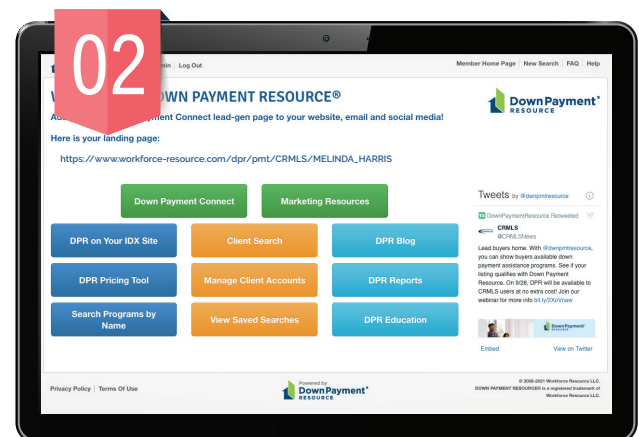 02
Log Out
Member Home Page | New Search | FAQ | Help
DOWN PAYMENT RESOURCE®
Connect lead-gen page to your website, email and social media!
Down Payment®
RESOURCE
Here is your landing page:
https://www.workforce-resource.com/dpr/pmt/CRMLS/MELINDA_HARRIS
Down Payment Connect
Marketing Resources
DPR on Your IDX Site
Client Search
DPR Blog
DPR Pricing Tool
Manage Client Accounts
DPR Reports
Search Programs by Name
View Saved Searches
DPR Education
Tweets by @dwnpmtresource
DownPaymentResource Retweeted
CRMLS
@CRMLSNews
Lead buyers home. With @dwnpmtresource,
you can show buyers available down
payment assistance programs. See if your
listing qualifies with Down Payment
Resource. On 9/28, DPR will be available to
CRMLS users at no extra cost! Join our
webinar for more info bit.ly/3XoVnsw
DownPayment
RESOURCE
Embed
View on Twitter
Privacy Policy | Terms Of Use
Powered by
Down Payment®
RESOURCE
© 2006-2021 Workforce Resource LLC.
DOWN PAYMENT RESOURCE® is a registered trademark of
Workforce Resource LLC.